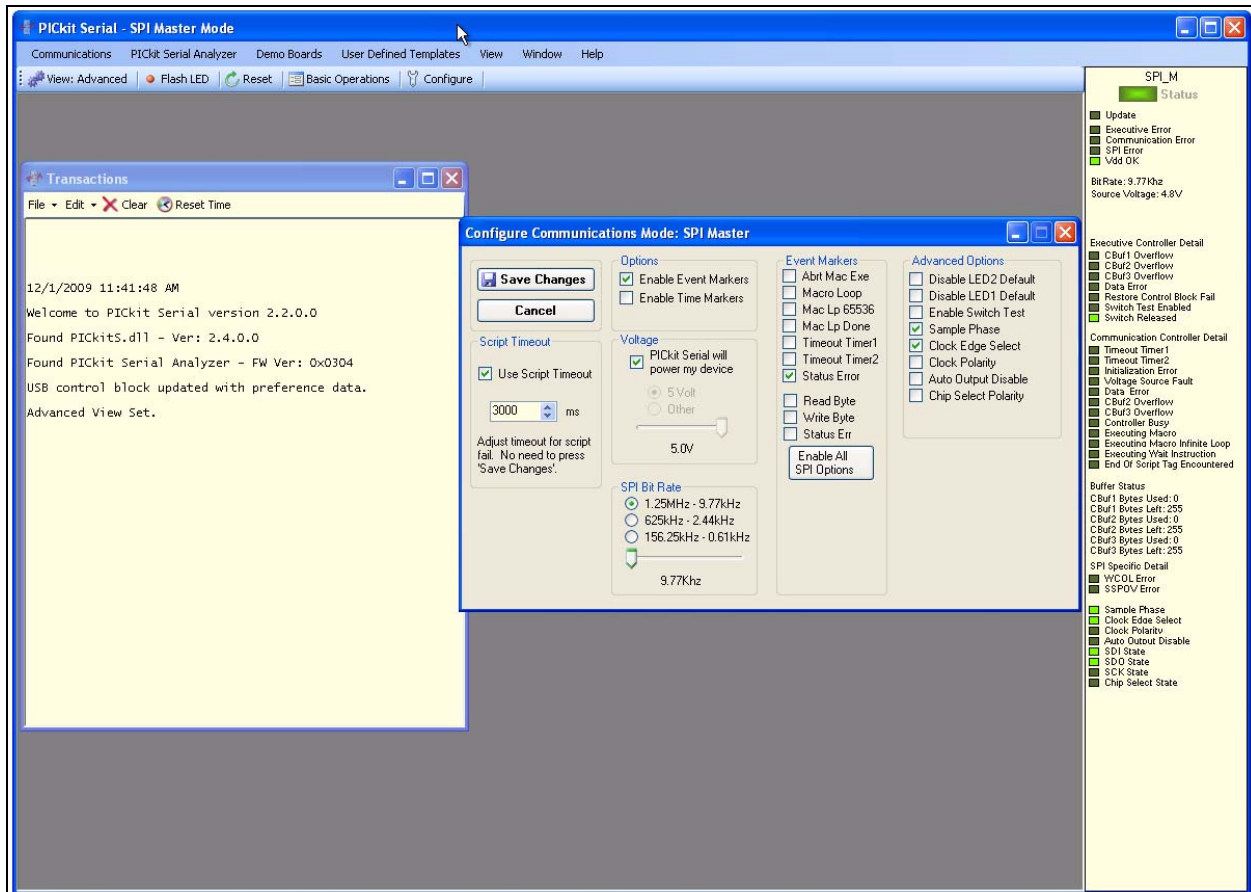 PICkit Serial - SPI Master Mode
Communications PICkit Serial Analyzer Demo Boards User Defined Templates View Window Help
View: Advanced Flash LED Reset Basic Operations Configure
Transactions
File Edit Clear Reset Time
12/1/2009 11:41:48 AM
Welcome to PICkit Serial version 2.2.0.0
Found PICkitS.dll - Ver: 2.4.0.0
Found PICkit Serial Analyzer - FW Ver: 0x0304
USB control block updated with preference data.
Advanced View Set.
Configure Communications Mode: SPI Master
Save Changes
Cancel
Script Timeout
Use Script Timeout
3000 ms
Adjust timeout for script
fail. No need to press
'Save Changes'.
Options
Enable Event Markers
Enable Time Markers
Voltage
PICkit Serial will
power my device
5 Volt
Other
5.0V
SPI Bit Rate
1.25MHz - 9.77kHz
625kHz - 2.44kHz
156.25kHz - 0.61kHz
9.77Khz
Event Markers
Abrt Mac Exe
Macro Loop
Mac Lp 65536
Mac Lp Done
Timeout Timer1
Timeout Timer2
Status Error
Read Byte
Write Byte
Status Err
Enable All
SPI Options
Advanced Options
Disable LED2 Default
Disable LED1 Default
Enable Switch Test
Sample Phase
Clock Edge Select
Clock Polarity
Auto Output Disable
Chip Select Polarity
SPI_M
Status
Update
Executive Error
Communication Error
SPI Error
Vdd OK
BitRate: 9.77Khz
Source Voltage: 4.8V
Executive Controller Detail
CBuf1 Overflow
CBuf2 Overflow
CBuf3 Overflow
Data Error
Restore Control Block Fail
Switch Test Enabled
Switch Released
Communication Controller Detail
Timeout Timer1
Timeout Timer2
Initialization Error
Voltage Source Fault
Data Error
CBuf2 Overflow
CBuf3 Overflow
Controller Busy
Executing Macro
Executing Macro Infinite Loop
Executing Wait Instruction
End Of Script Tag Encountered
Buffer Status
CBuf1 Bytes Used: 0
CBuf1 Bytes Left: 255
CBuf2 Bytes Used: 0
CBuf2 Bytes Left: 255
CBuf3 Bytes Used: 0
CBuf3 Bytes Left: 255
SPI Specific Detail
WCOL Error
SSPOV Error
Sample Phase
Clock Edge Select
Clock Polarity
Auto Output Disable
SDI State
SDO State
SCK State
Chip Select State